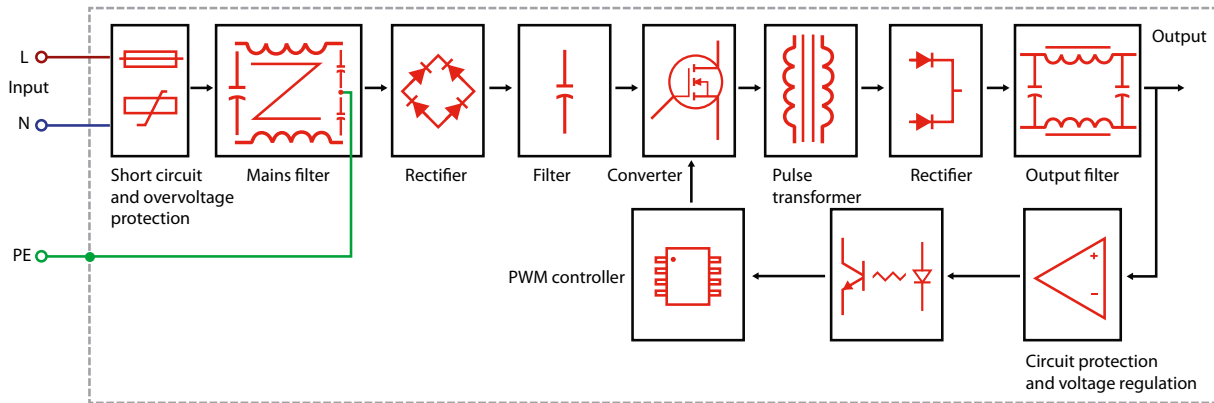 L
Input
N
PE
Output
Short circuit
and overvoltage
protection
Mains filter
Rectifier
Filter
Converter
Pulse
transformer
Rectifier
Output filter
PWM controller
+
−
Circuit protection
and voltage regulation